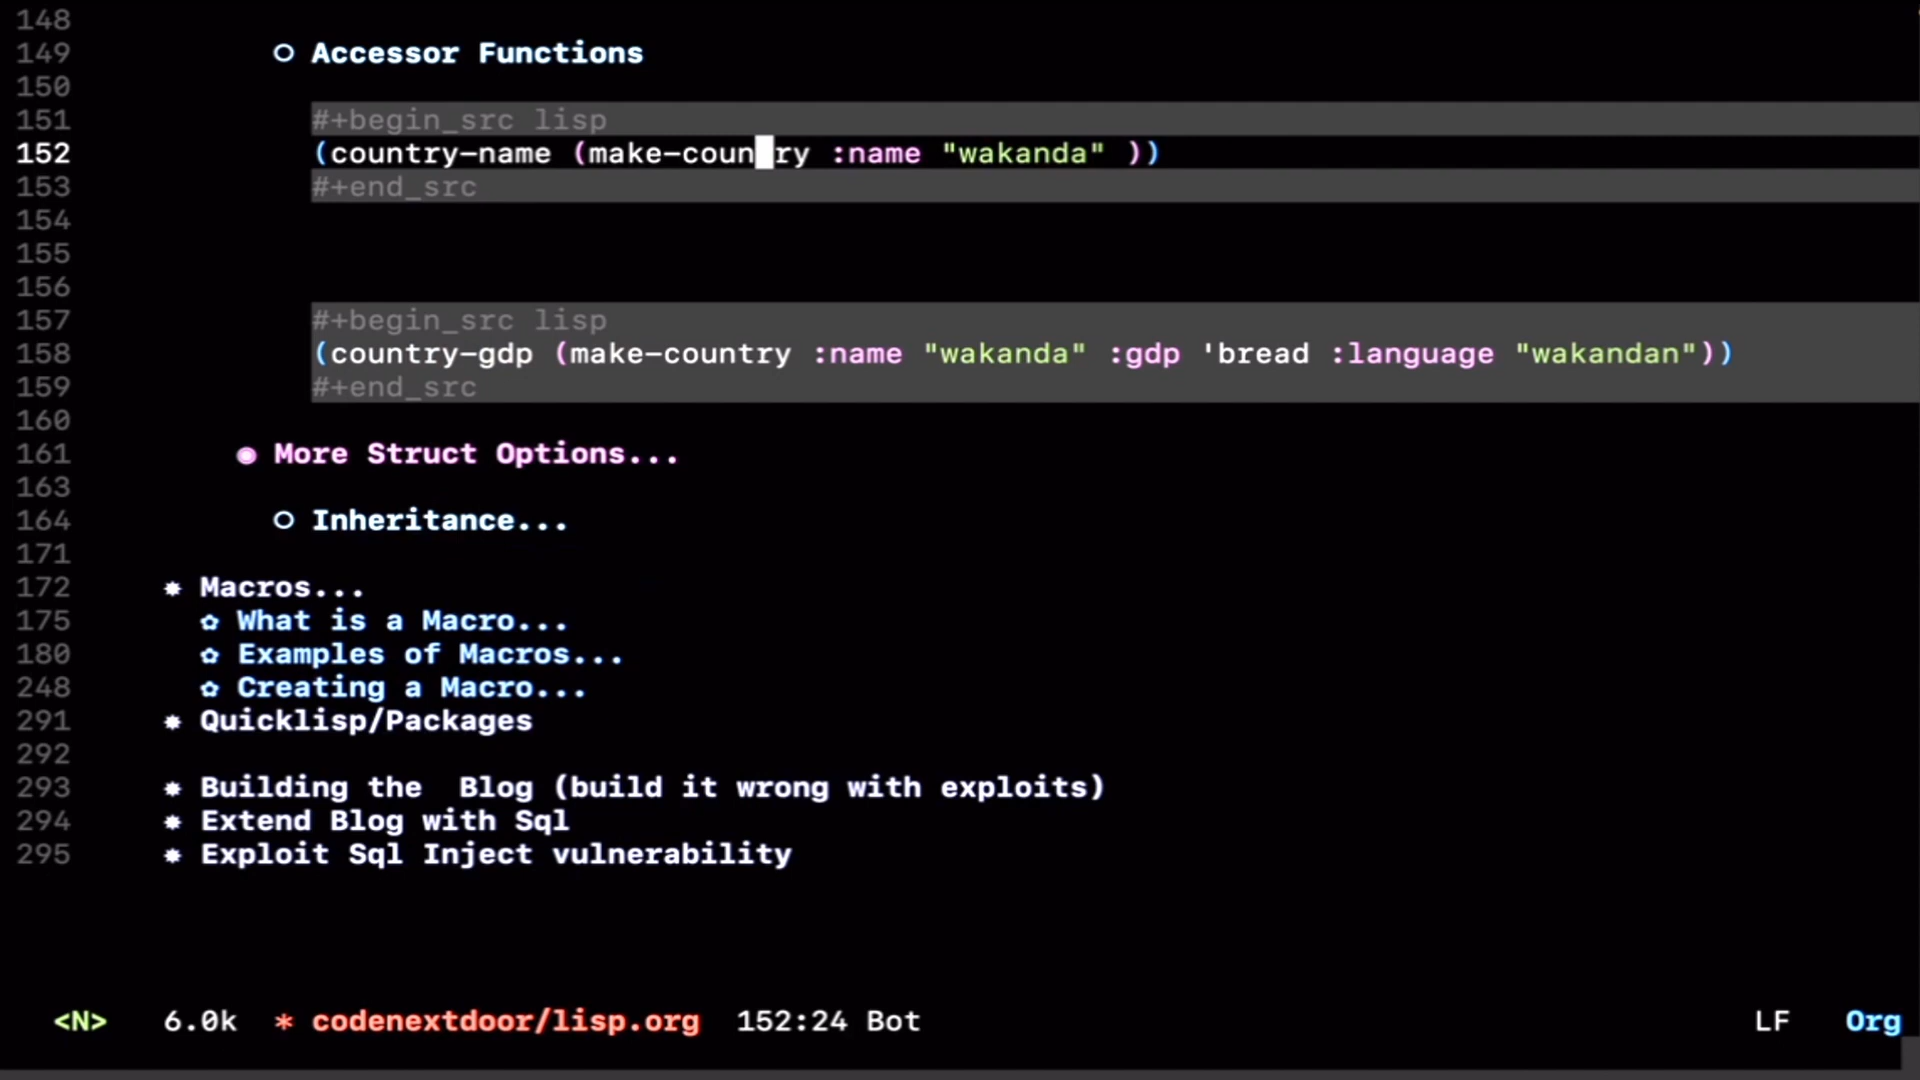 148
149 ○ Accessor Functions
150
151 #+begin_src lisp
152 (country-name (make-country :name "wakanda" ))
153 #+end_src
154
155
156
157 #+begin_src lisp
158 (country-gdp (make-country :name "wakanda" :gdp 'bread :language "wakandan"))
159 #+end_src
160
161 ◉ More Struct Options...
163
164 ○ Inheritance...
171
172 ✸ Macros...
175 ✿ What is a Macro...
180 ✿ Examples of Macros...
248 ✿ Creating a Macro...
291 ✸ Quicklisp/Packages
292
293 ✸ Building the  Blog (build it wrong with exploits)
294 ✸ Extend Blog with Sql
295 ✸ Exploit Sql Inject vulnerability
<N> 6.0k * codenextdoor/lisp.org 152:24 Bot LF Org